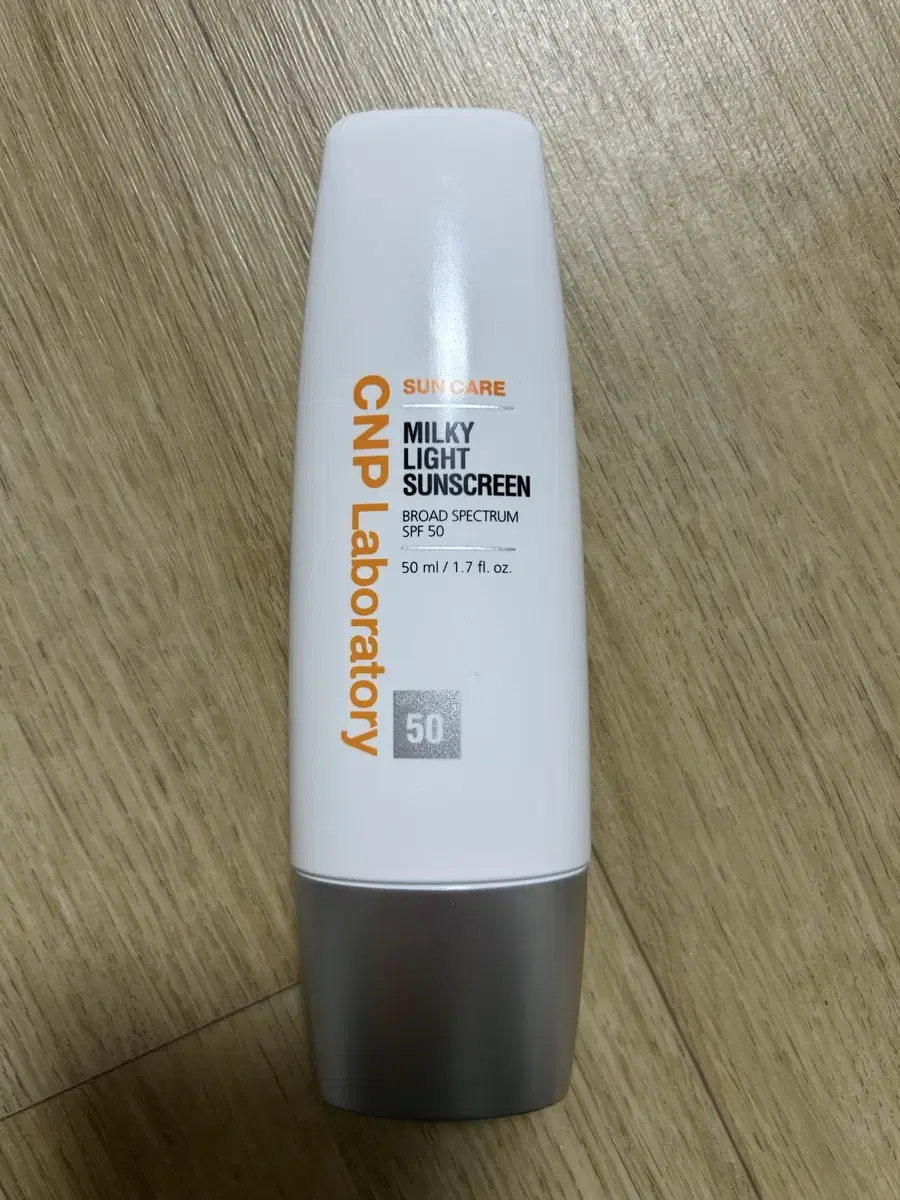 CNP Laboratory
SUN CARE
MILKY
LIGHT
SUNSCREEN
BROAD SPECTRUM
SPF 50
50 ml / 1.7 fl. oz.
50